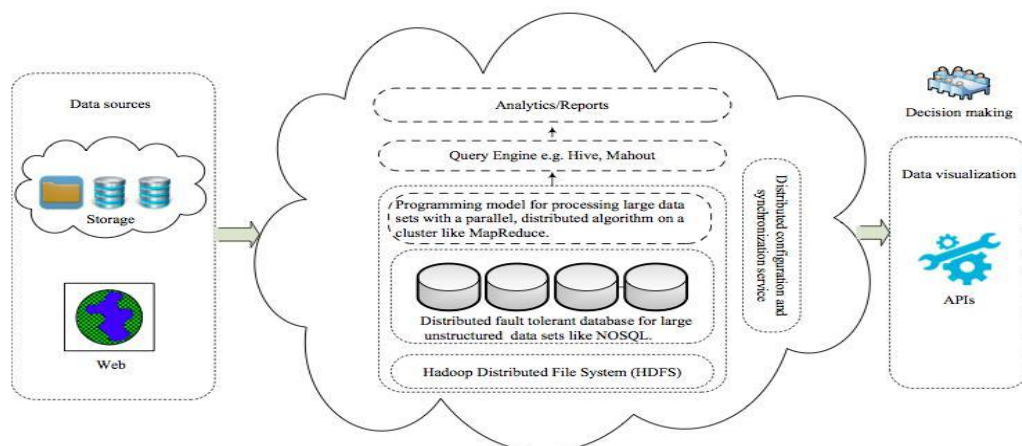 Data sources
Storage
Web
Analytics/Reports
Query Engine e.g. Hive, Mahout
Programming model for processing large data
sets with a parallel, distributed algorithm on a
cluster like MapReduce.
Distributed fault tolerant database for large
unstructured data sets like NOSQL.
Hadoop Distributed File System (HDFS)
Distributed configuration and
synchronization service
Decision making
Data visualization
APIs